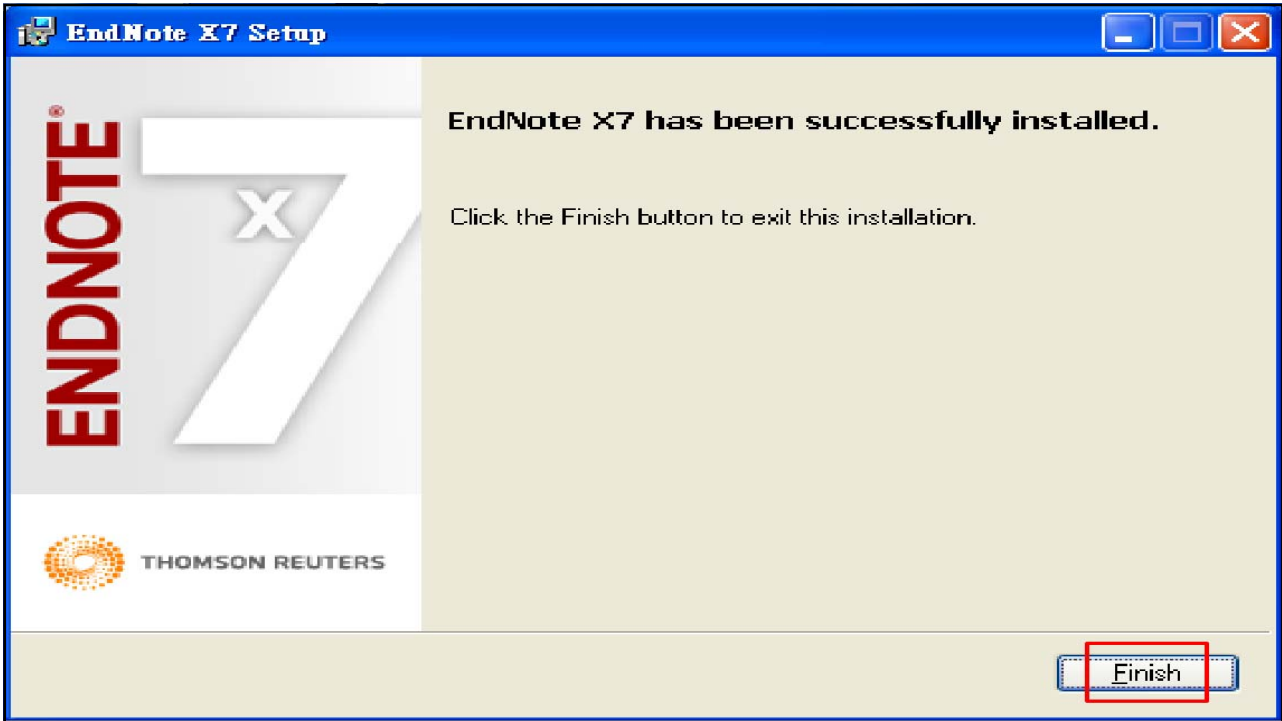 EndNote X7 Setup
ENDNOTE®
X7
EndNote X7 has been successfully installed.
Click the Finish button to exit this installation.
THOMSON REUTERS
Finish